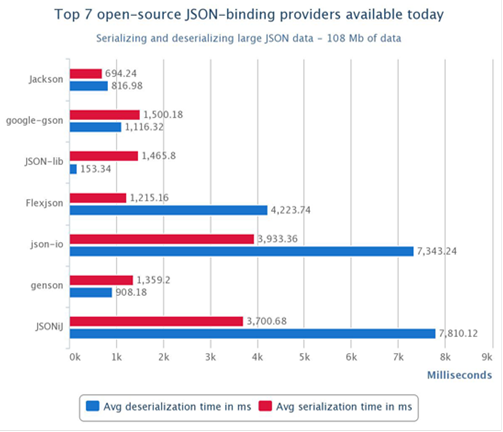 Top 7 open-source JSON-binding providers available today
Serializing and deserializing large JSON data - 108 Mb of data
Jackson
694.24
816.98
google-gson
1,500.18
1,116.32
JSON-lib
1,465.8
153.34
Flexjson
1,215.16
4,223.74
json-io
3,933.36
7,343.24
genson
1,359.2
908.18
JSONiJ
3,700.68
7,810.12
0k 1k 2k 3k 4k 5k 6k 7k 8k 9k
Milliseconds
Avg deserialization time in ms Avg serialization time in ms